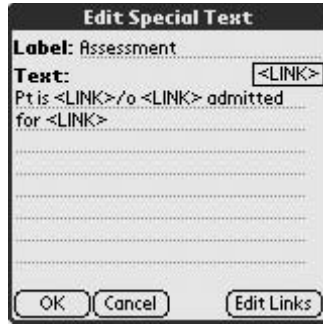 Edit Special Text
Label: Assessment
Text: <LINK>
Pt is <LINK>/o <LINK> admitted
for <LINK>
OK Cancel Edit Links